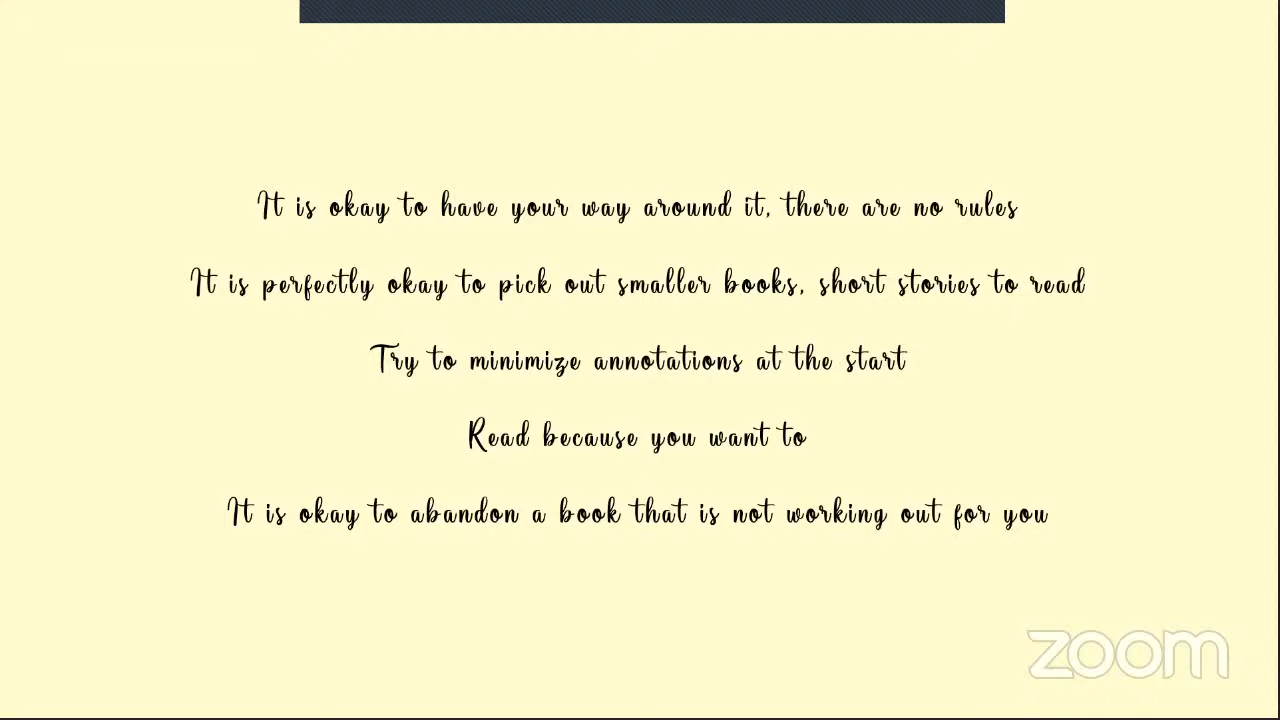 It is okay to have your way around it, there are no rules
It is perfectly okay to pick out smaller books, short stories to read
Try to minimize annotations at the start
Read because you want to
It is okay to abandon a book that is not working out for you
zoom